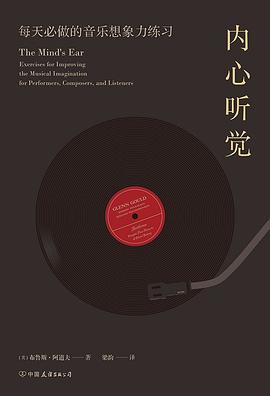 每天必做的音乐想象力练习
The Mind's Ear
Exercises for Improving
the Musical Imagination
for Performers, Composers, and Listeners
内心听觉
GLENN GOULD
(美)布鲁斯·阿道夫 著 梁韵 译
中国友谊出版公司